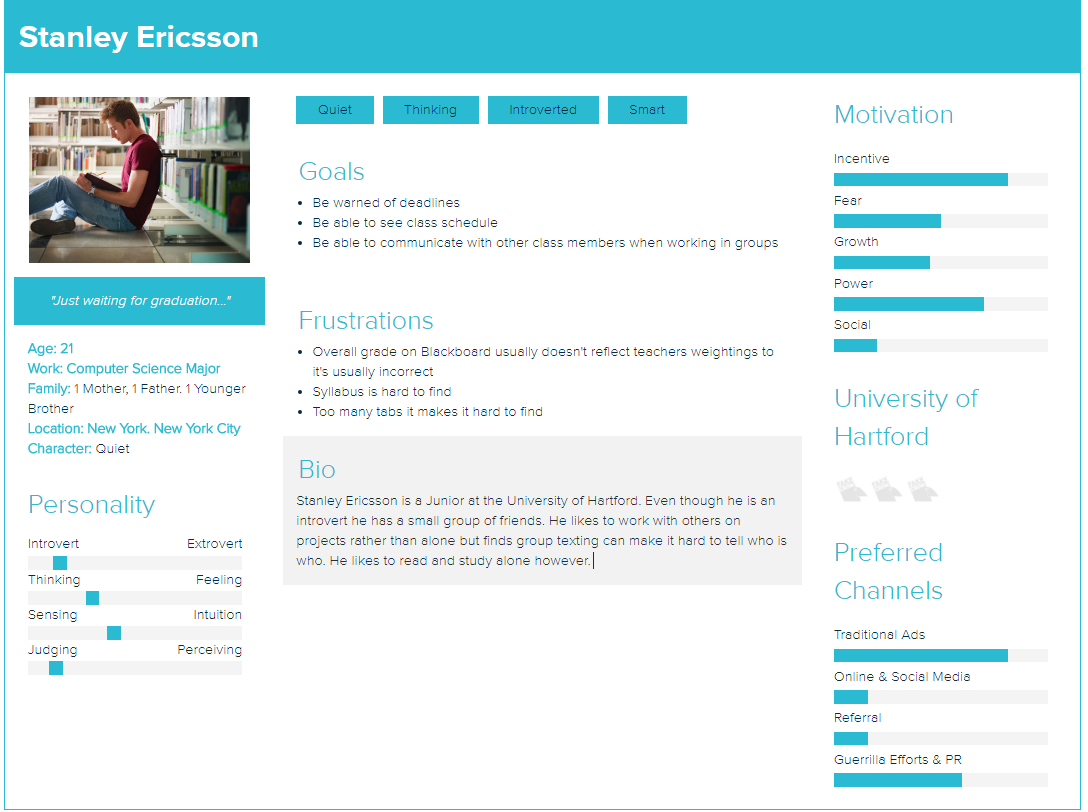 Stanley Ericsson
"Just waiting for graduation..."
Age: 21
Work: Computer Science Major
Family: 1 Mother, 1 Father. 1 Younger
Brother
Location: New York. New York City
Character: Quiet
Personality
Introvert Extrovert
Thinking Feeling
Sensing Intuition
Judging Perceiving
Quiet Thinking Introverted Smart
Goals
• Be warned of deadlines
• Be able to see class schedule
• Be able to communicate with other class members when working in groups
Frustrations
• Overall grade on Blackboard usually doesn't reflect teachers weightings to
it's usually incorrect
• Syllabus is hard to find
• Too many tabs it makes it hard to find
Bio
Stanley Ericsson is a Junior at the University of Hartford. Even though he is an
introvert he has a small group of friends. He likes to work with others on
projects rather than alone but finds group texting can make it hard to tell who is
who. He likes to read and study alone however.
Motivation
Incentive
Fear
Growth
Power
Social
University of
Hartford
Preferred
Channels
Traditional Ads
Online & Social Media
Referral
Guerrilla Efforts & PR